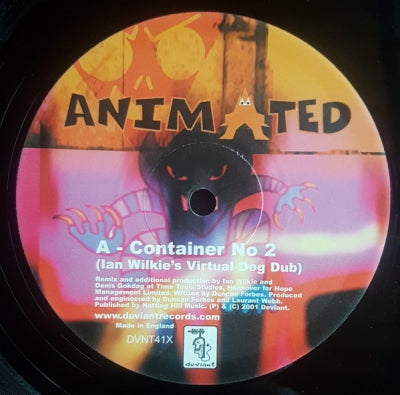 ANIMATED
A - Container No 2
(Ian Wilkie's Virtual Dog Dub)
Remix and additional production by Ian Wilkie and
Denis Gokdag at Time Tools Studios, Hannover for Hope
Management Limited. Written by Duncan Forbes. Produced
and engineered by Duncan Forbes and Laurant Webb.
Published by Notting Hill Music. (P) & (C) 2001 Deviant.
www.deviantrecords.com
Made in England
DVNT41X
deviant